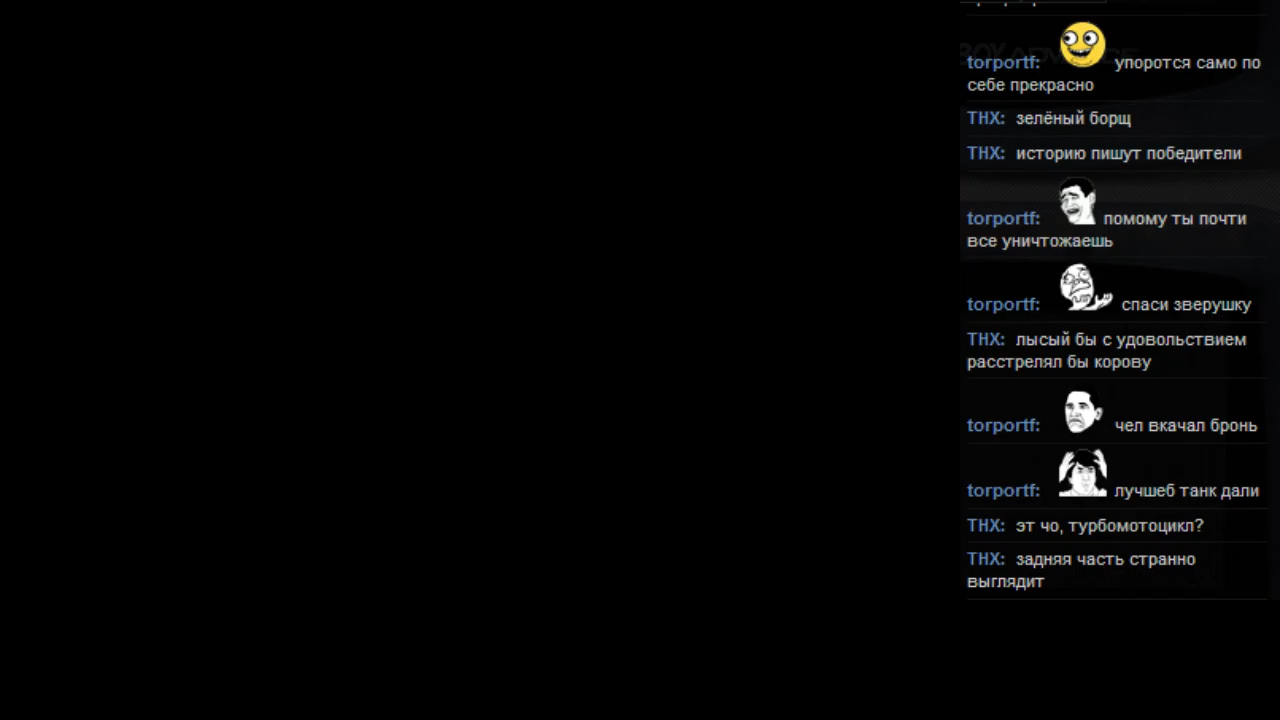 torportf: упоротся само по
себе прекрасно
THX: зелёный борщ
THX: историю пишут победители
torportf: помому ты почти
все уничтожаешь
torportf: спаси зверушку
THX: лысый бы с удовольствием
расстрелял бы корову
torportf: чел вкачал бронь
torportf: лучшеб танк дали
THX: эт чо, турбомотоцикл?
THX: задняя часть странно
выглядит